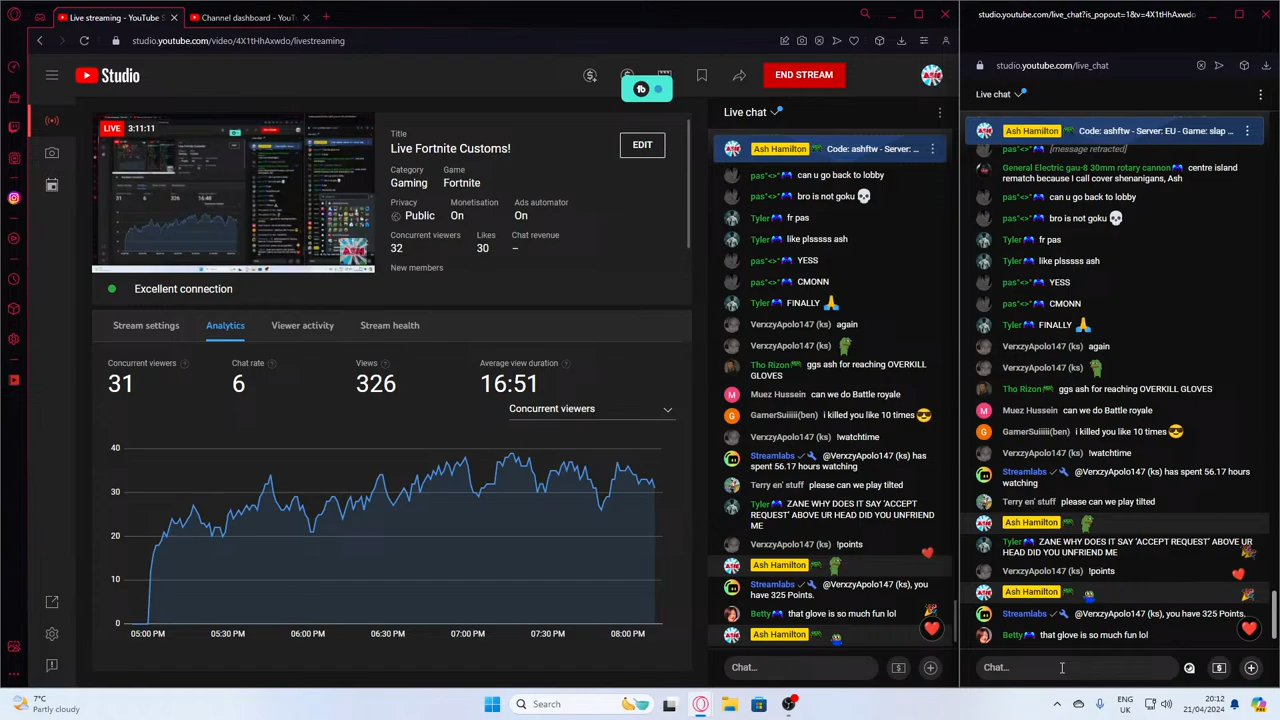 Live streaming - YouTube S
Channel dashboard - YouTu
studio.youtube.com/live_chat?is_popout=1&v=4X1tHhAxwdo
studio.youtube.com/video/4X1tHhAxwdo/livestreaming
studio.youtube.com/live_chat
Studio
END STREAM
Live chat
Ash Hamilton Code: ashftw - Server: ...
pas"<>" can u go back to lobby
pas"<>" bro is not goku
Tyler fr pas
Tyler like plsssss ash
pas"<>" YESS
pas"<>" CMONN
Tyler FINALLY
VerxzyApolo147 (ks) again
VerxzyApolo147 (ks)
Tho Rizon ggs ash for reaching OVERKILL
GLOVES
Muez Hussein can we do Battle royale
GamerSuiiiii(ben) i killed you like 10 times
VerxzyApolo147 (ks) !watchtime
Streamlabs @VerxzyApolo147 (ks) has
spent 56.17 hours watching
Terry en' stuff please can we play tilted
Tyler ZANE WHY DOES IT SAY 'ACCEPT
REQUEST' ABOVE UR HEAD DID YOU UNFRIEND
ME
VerxzyApolo147 (ks) !points
Ash Hamilton
Streamlabs @VerxzyApolo147 (ks), you
have 325 Points.
Betty that glove is so much fun lol
Ash Hamilton
Chat...
LIVE 3:11:11
Title
Live Fortnite Customs!
EDIT
Category Game
Gaming Fortnite
Privacy Monetisation Ads automator
Public On On
Concurrent viewers Likes Chat revenue
32 30 –
New members
Excellent connection
Stream settings Analytics Viewer activity Stream health
Concurrent viewers Chat rate Views Average view duration
31 6 326 16:51
Concurrent viewers
40
30
20
10
0
05:00 PM 05:30 PM 06:00 PM 06:30 PM 07:00 PM 07:30 PM 08:00 PM
Live chat
Ash Hamilton Code: ashftw - Server: EU - Game: slap ...
[message retracted]
General Electric gau-8 30mm rotary cannon centre island
rematch because I call cover shenanigans, Ash
pas"<>" can u go back to lobby
pas"<>" bro is not goku
Tyler fr pas
Tyler like plsssss ash
pas"<>" YESS
pas"<>" CMONN
Tyler FINALLY
VerxzyApolo147 (ks) again
VerxzyApolo147 (ks)
Tho Rizon ggs ash for reaching OVERKILL GLOVES
Muez Hussein can we do Battle royale
GamerSuiiiii(ben) i killed you like 10 times
VerxzyApolo147 (ks) !watchtime
Streamlabs @VerxzyApolo147 (ks) has spent 56.17 hours
watching
Terry en' stuff please can we play tilted
Ash Hamilton
Tyler ZANE WHY DOES IT SAY 'ACCEPT REQUEST' ABOVE UR
HEAD DID YOU UNFRIEND ME
VerxzyApolo147 (ks) !points
Ash Hamilton
Streamlabs @VerxzyApolo147 (ks), you have 325 Points.
Betty that glove is so much fun lol
Chat...
7°C
Partly cloudy
Search
ENG
UK
20:12
21/04/2024